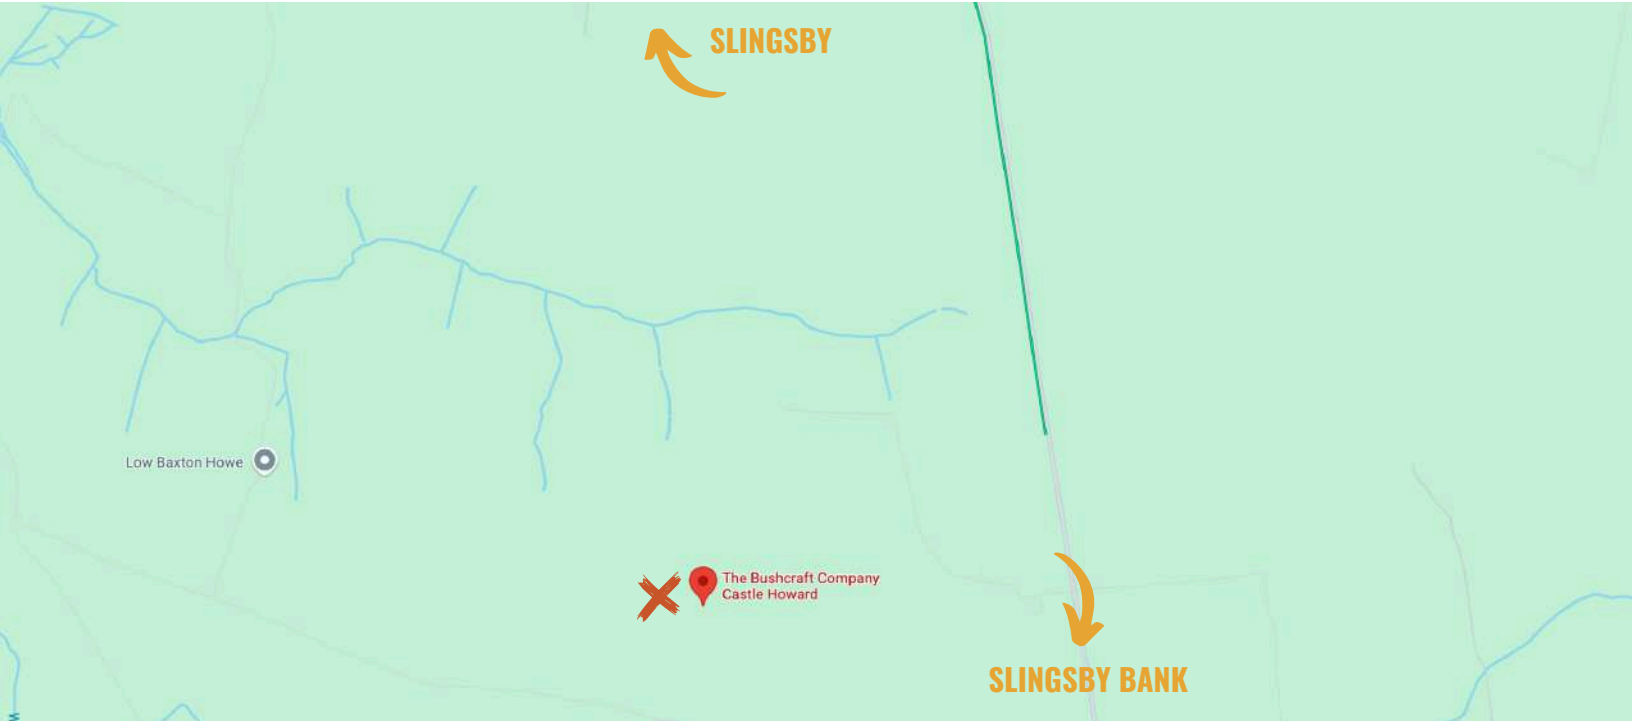 SLINGSBY
Low Baxton Howe
The Bushcraft Company
Castle Howard
SLINGSBY BANK